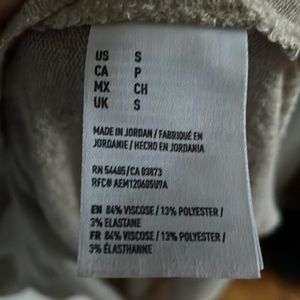 US S
CA P
MX CH
UK S
MADE IN JORDAN / FABRIQUÉ EN
JORDANIE / HECHO EN JORDANIA
RN 54485/CA 03873
RFC# AEM120605U9A
EN 84% VISCOSE / 13% POLYESTER /
3% ELASTANE
FR 84% VISCOSE / 13% POLYESTER /
3% ÉLASTHANNE